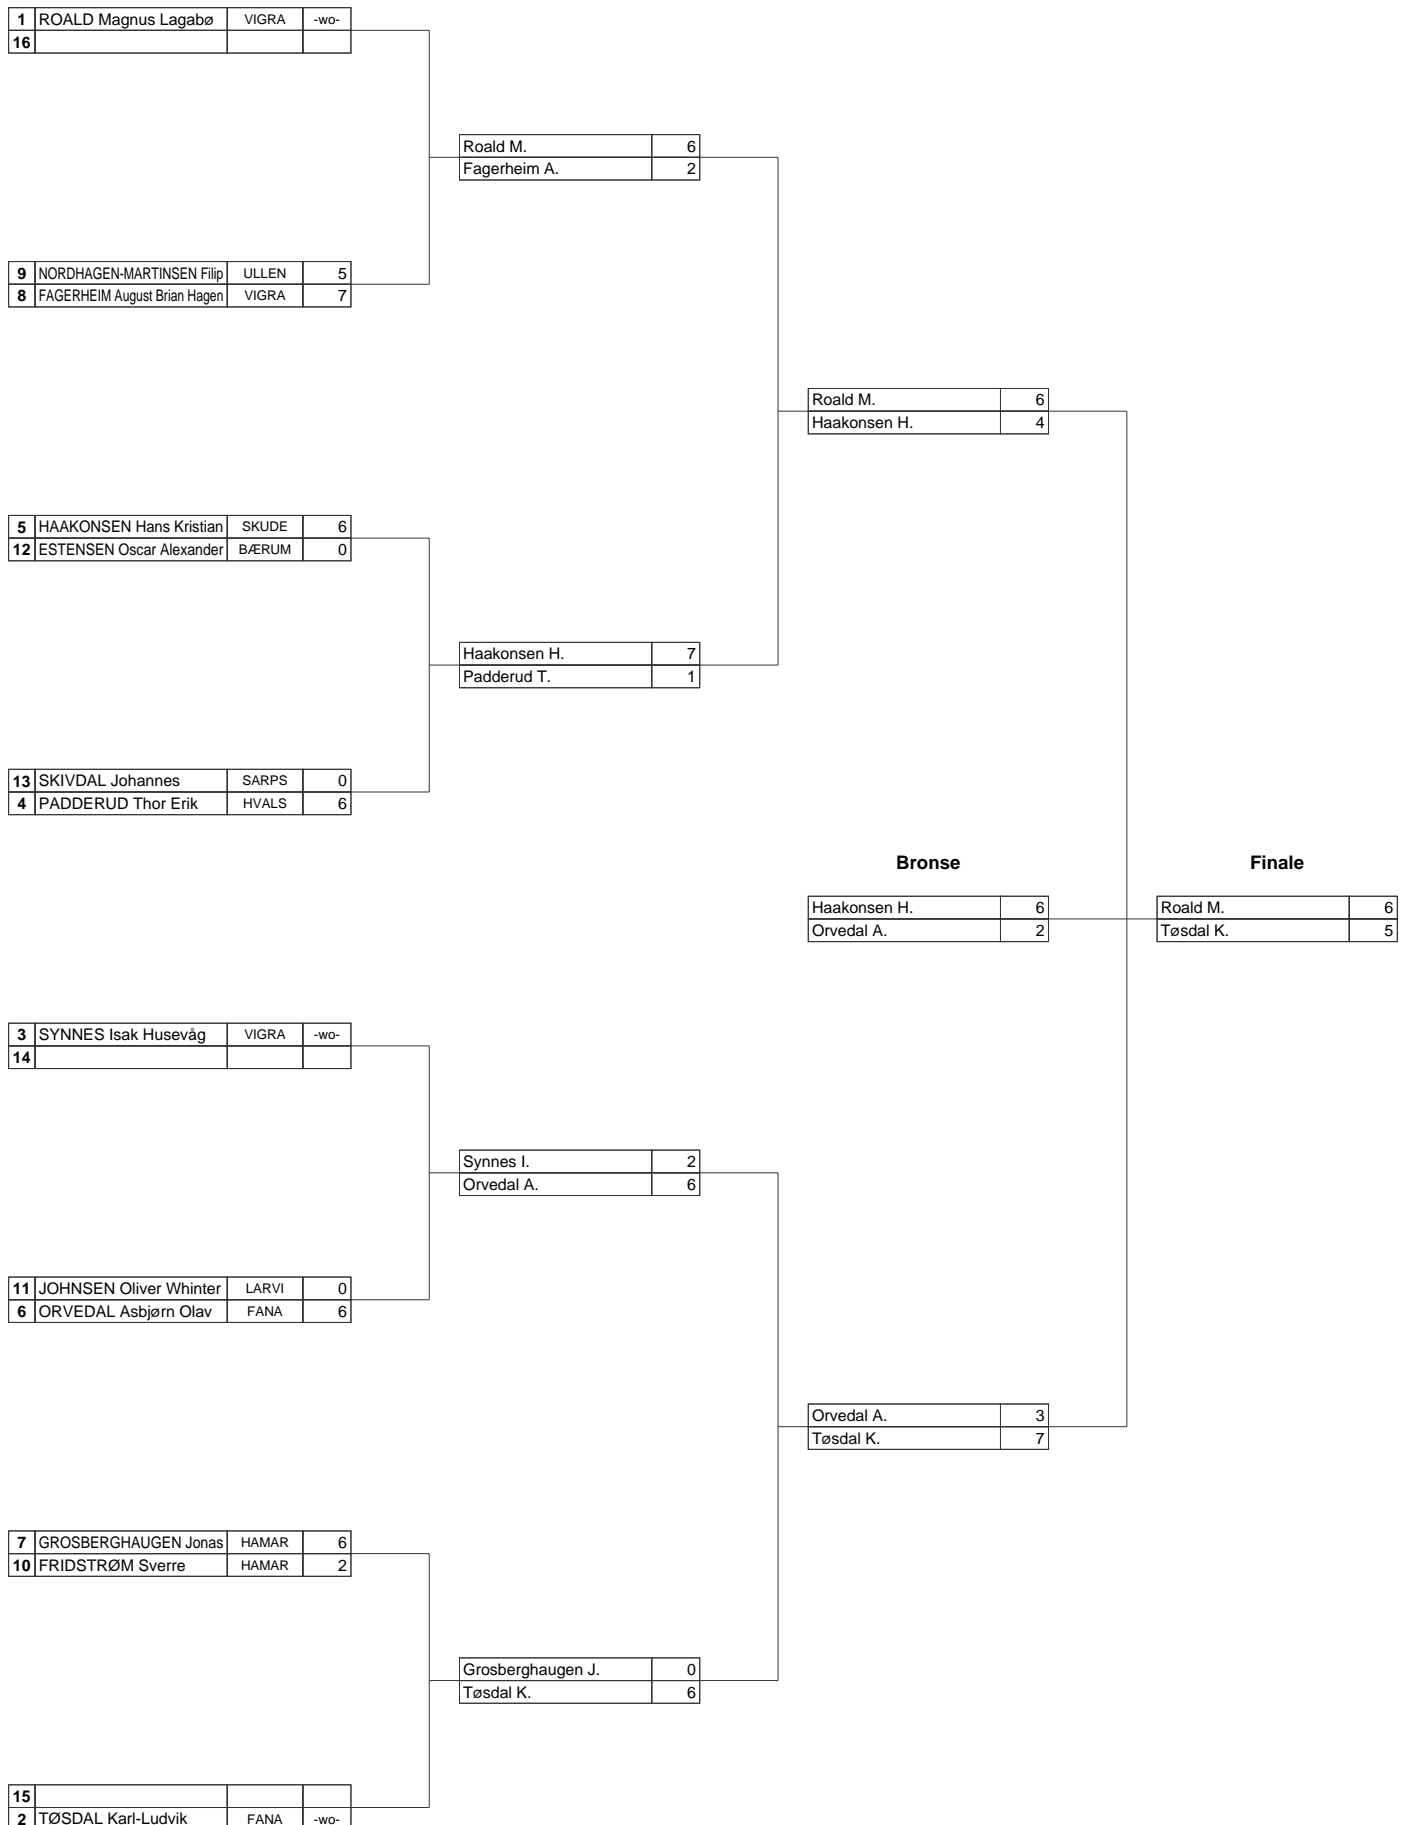 1 ROALD Magnus Lagabø VIGRA -wo-
16
Roald M. 6
Fagerheim A. 2
9 NORDHAGEN-MARTINSEN Filip ULLEN 5
8 FAGERHEIM August Brian Hagen VIGRA 7
Roald M. 6
Haakonsen H. 4
5 HAAKONSEN Hans Kristian SKUDE 6
12 ESTENSEN Oscar Alexander BÆRUM 0
Haakonsen H. 7
Padderud T. 1
13 SKIVDAL Johannes SARPS 0
4 PADDERUD Thor Erik HVALS 6
Bronse Finale
Haakonsen H. 6 Roald M. 6
Orvedal A. 2 Tøsdal K. 5
3 SYNNES Isak Husevåg VIGRA -wo-
14
Synnes I. 2
Orvedal A. 6
11 JOHNSEN Oliver Whinter LARVI 0
6 ORVEDAL Asbjørn Olav FANA 6
Orvedal A. 3
Tøsdal K. 7
7 GROSBERGHAUGEN Jonas HAMAR 6
10 FRIDSTRØM Sverre HAMAR 2
Grosberghaugen J. 0
Tøsdal K. 6
15
2 TØSDAL Karl-Ludvik FANA -wo-